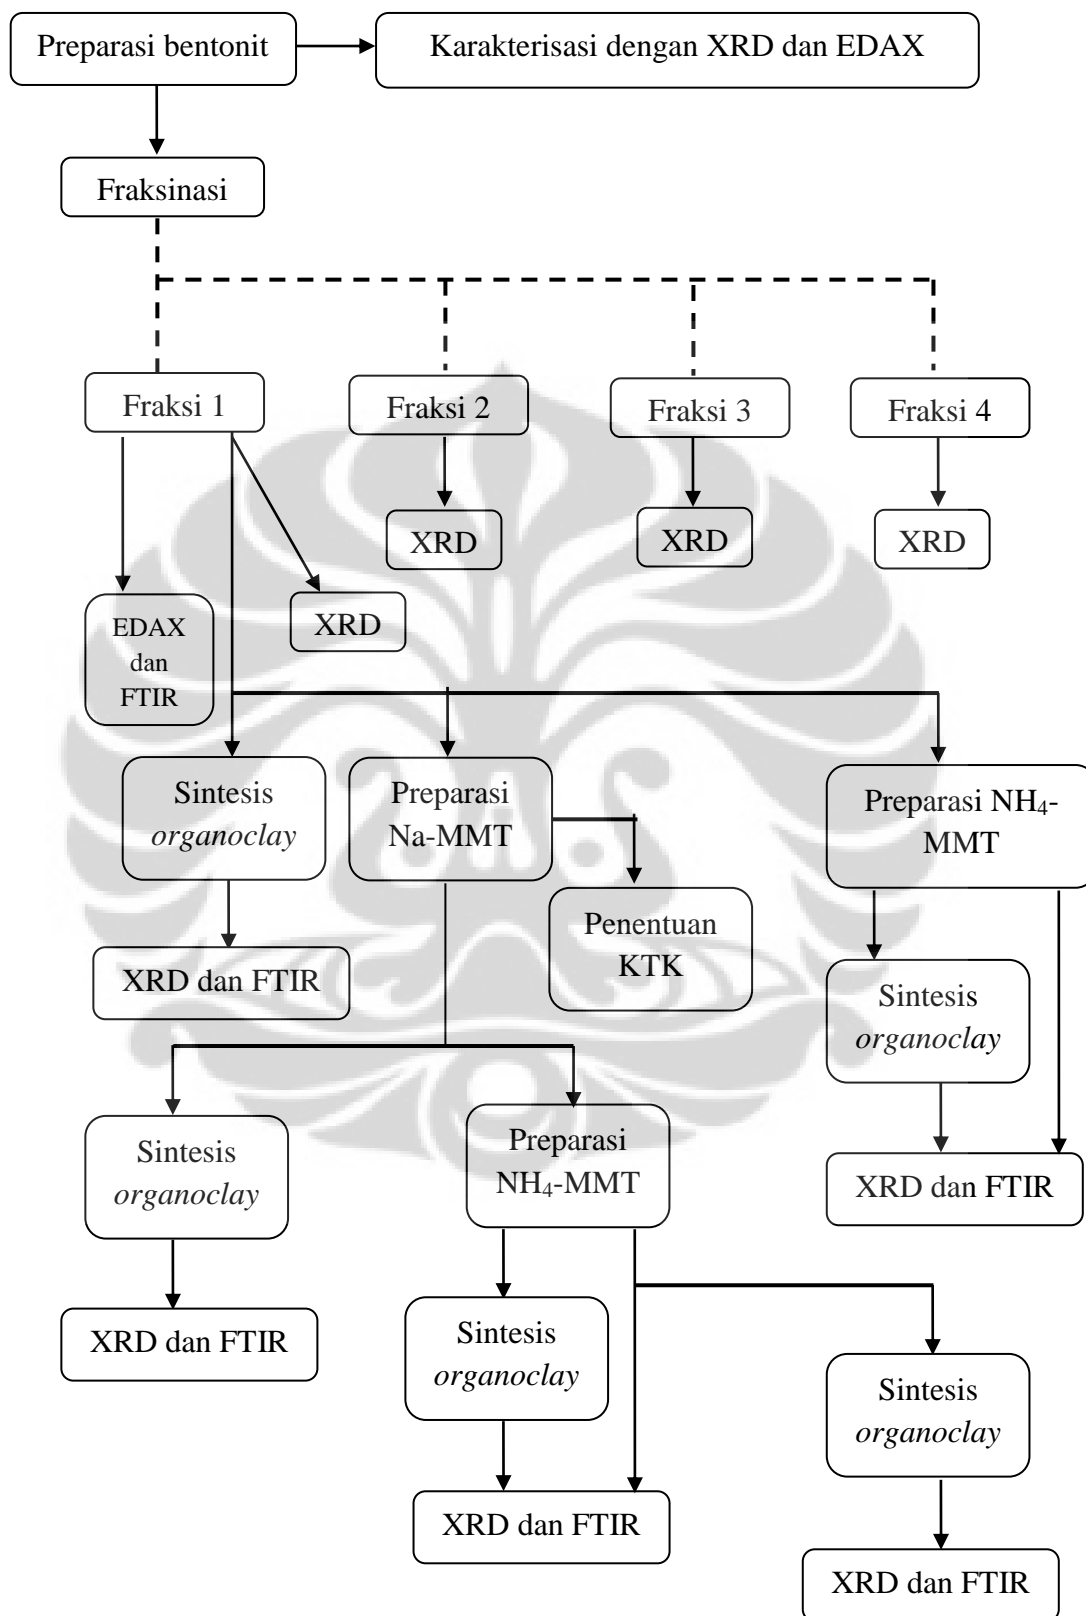 Preparasi bentonit
Karakterisasi dengan XRD dan EDAX
Fraksinasi
Fraksi 1
Fraksi 2
Fraksi 3
Fraksi 4
XRD
XRD
XRD
EDAX
dan
FTIR
XRD
Sintesis
organoclay
Preparasi
Na-MMT
Preparasi NH₄-
MMT
Penentuan
KTK
XRD dan FTIR
Sintesis
organoclay
Sintesis
organoclay
Preparasi
NH₄-MMT
XRD dan FTIR
XRD dan FTIR
Sintesis
organoclay
Sintesis
organoclay
XRD dan FTIR
XRD dan FTIR